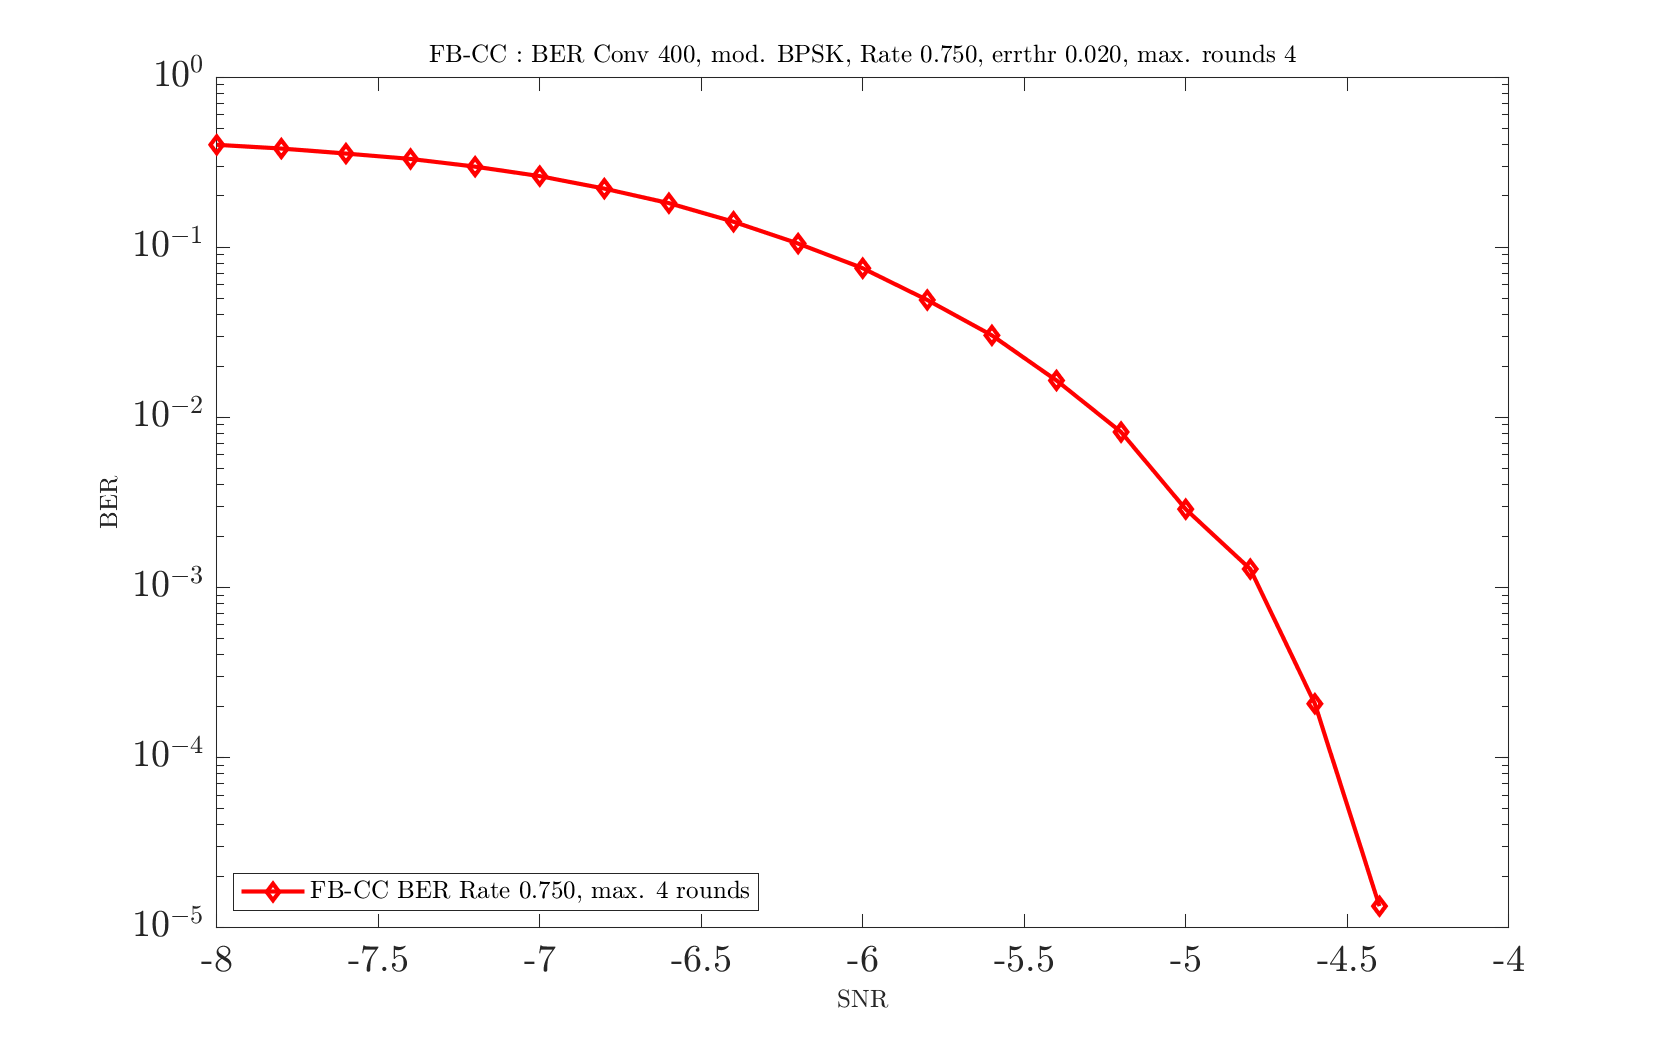 FB-CC : BER Conv 400, mod. BPSK, Rate 0.750, errthr 0.020, max. rounds 4
10⁰
10⁻¹
10⁻²
10⁻³
10⁻⁴
10⁻⁵
BER
FB-CC BER Rate 0.750, max. 4 rounds
-8 -7.5 -7 -6.5 -6 -5.5 -5 -4.5 -4
SNR